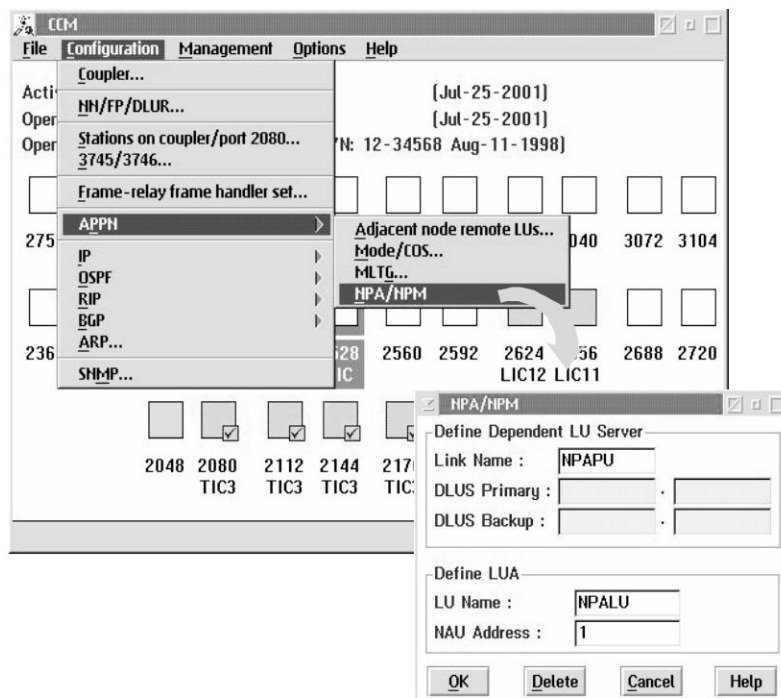 CCM
File Configuration Management Options Help
Coupler...
NN/FP/DLUR...
Stations on coupler/port 2080...
3745/3746...
Frame-relay frame handler set...
APPN
IP
OSPF
RIP
BGP
ARP...
SNMP...
(Jul-25-2001)
(Jul-25-2001)
12-34568 Aug-11-1998)
Adjacent node remote LUs...
Mode/COS...
MLTG...
NPA/NPM
3072 3104
2560 2592 2624 2688 2720
LIC12 LIC11
2048 2080 2112 2144
TIC3 TIC3 TIC3
NPA/NPM
Define Dependent LU Server
Link Name : NPAPU
DLUS Primary : .
DLUS Backup : .
Define LUA
LU Name : NPALU
NAU Address : 1
OK Delete Cancel Help